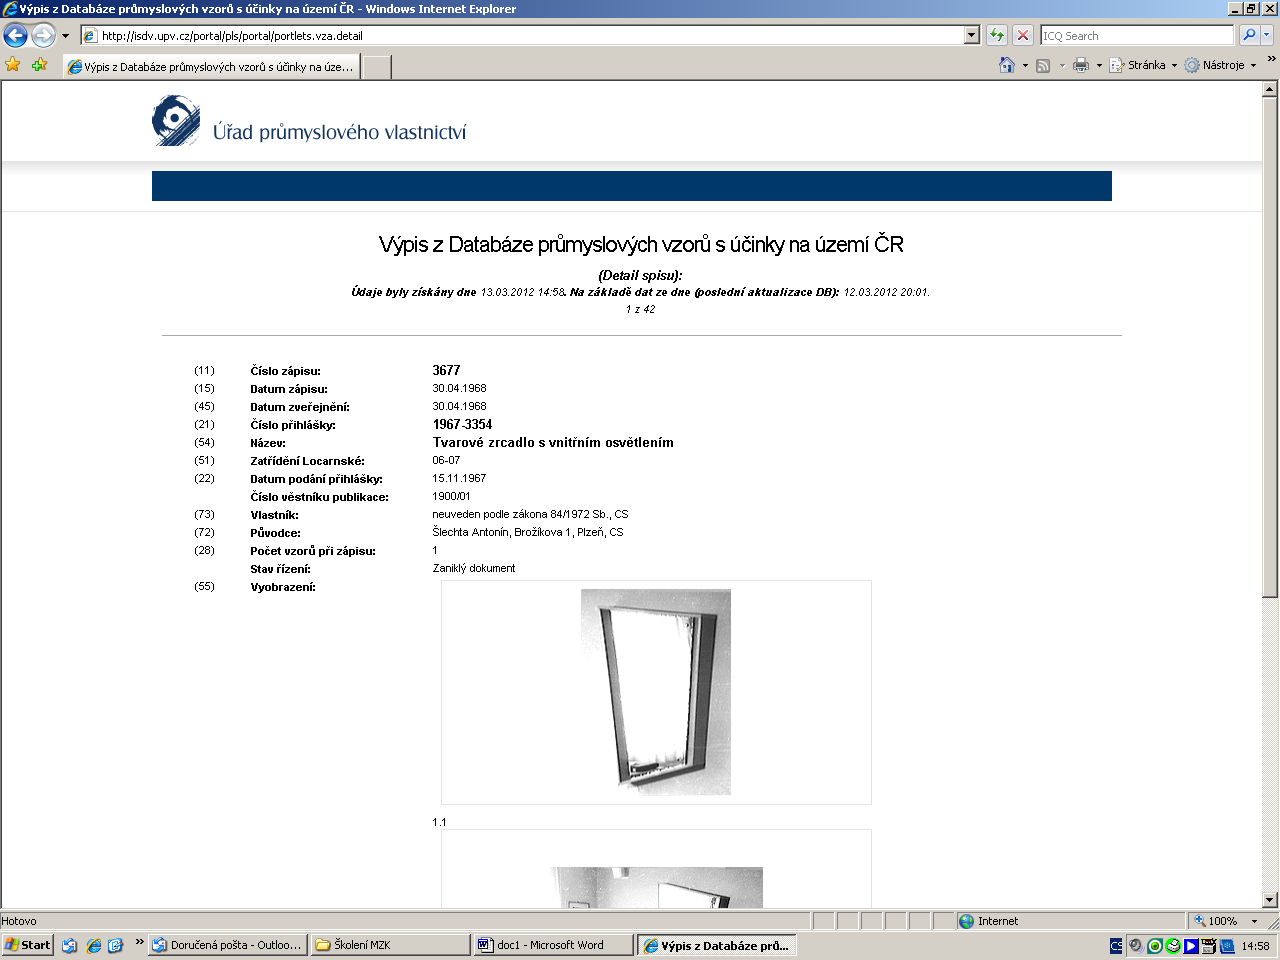 Výpis z Databáze průmyslových vzorů s účinky na území ČR - Windows Internet Explorer
http://isdv.upv.cz/portal/pls/portal/portlets.vza.detail
ICQ Search
Výpis z Databáze průmyslových vzorů s účinky na úze...
Stránka
Nástroje
»
Úřad průmyslového vlastnictví
Výpis z Databáze průmyslových vzorů s účinky na území ČR
(Detail spisu):
Údaje byly získány dne 13.03.2012 14:58. Na základě dat ze dne (poslední aktualizace DB): 12.03.2012 20:01.
1 z 42
(11) Číslo zápisu: 3677
(15) Datum zápisu: 30.04.1968
(45) Datum zveřejnění: 30.04.1968
(21) Číslo přihlášky: 1967-3354
(54) Název: Tvarové zrcadlo s vnitřním osvětlením
(51) Zatřídění Locarnské: 06-07
(22) Datum podání přihlášky: 15.11.1967
Číslo věstníku publikace: 1900/01
(73) Vlastník: neuveden podle zákona 84/1972 Sb., CS
(72) Původce: Šlechta Antonín, Brožíkova 1, Plzeň, CS
(28) Počet vzorů při zápisu: 1
Stav řízení: Zaniklý dokument
(55) Vyobrazení:
1.1
Hotovo
Internet
100%
Start
»
Doručená pošta - Outloo...
Školení MZK
doc1 - Microsoft Word
Výpis z Databáze prů...
CS
14:58